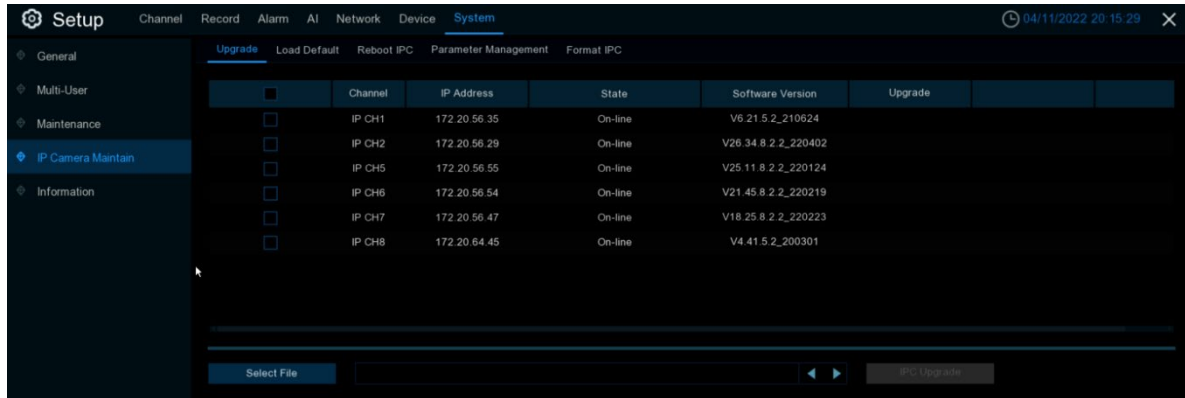 Setup Channel Record Alarm AI Network Device System 04/11/2022 20:15:29
General
Multi-User
Maintenance
IP Camera Maintain
Information
Upgrade Load Default Reboot IPC Parameter Management Format IPC
Channel IP Address State Software Version Upgrade
IP CH1 172.20.56.35 On-line V6.21.5.2_210624
IP CH2 172.20.56.29 On-line V26.34.8.2.2_220402
IP CH5 172.20.56.55 On-line V25.11.8.2.2_220124
IP CH6 172.20.56.54 On-line V21.45.8.2.2_220219
IP CH7 172.20.56.47 On-line V18.25.8.2.2_220223
IP CH8 172.20.64.45 On-line V4.41.5.2_200301
Select File IPC Upgrade